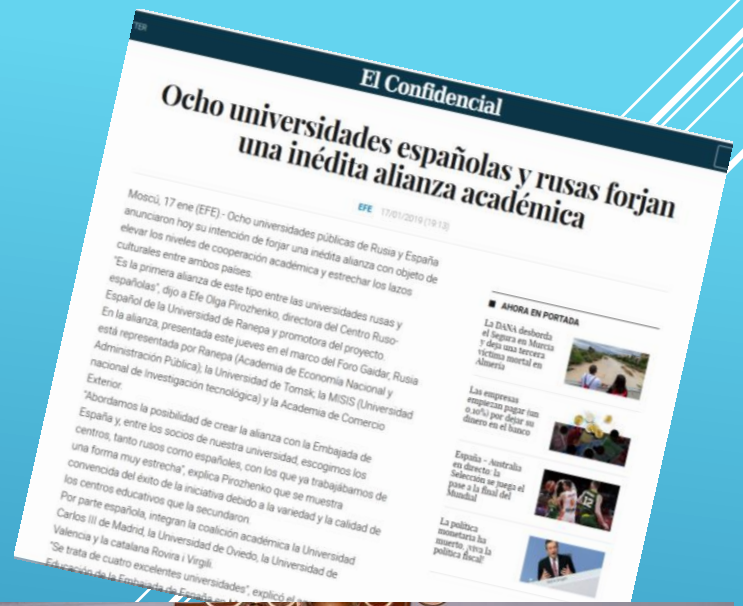 TER
El Confidencial
Ocho universidades españolas y rusas forjan
una inédita alianza académica
EFE 17/01/2019 (19:13)
Moscú, 17 ene (EFE).- Ocho universidades públicas de Rusia y España
anunciaron hoy su intención de forjar una inédita alianza con objeto de
elevar los niveles de cooperación académica y estrechar los lazos
culturales entre ambos países.
"Es la primera alianza de este tipo entre las universidades rusas y
españolas", dijo a Efe Olga Pirozhenko, directora del Centro Ruso-
Español de la Universidad de Ranepa y promotora del proyecto.
En la alianza, presentada este jueves en el marco del Foro Gaidar, Rusia
está representada por Ranepa (Academia de Economía Nacional y
Administración Pública); la Universidad de Tomsk; la MISIS (Universidad
nacional de investigación tecnológica) y la Academia de Comercio
Exterior.
"Abordamos la posibilidad de crear la alianza con la Embajada de
España y, entre los socios de nuestra universidad, escogimos los
centros, tanto rusos como españoles, con los que ya trabajábamos de
una forma muy estrecha", explica Pirozhenko que se muestra
convencida del éxito de la iniciativa debido a la variedad y la calidad de
los centros educativos que la secundaron.
Por parte española, integran la coalición académica la Universidad
Carlos III de Madrid, la Universidad de Oviedo, la Universidad de
Valencia y la catalana Rovira i Virgili.
"Se trata de cuatro excelentes universidades", explicó el
Educación de la Embajada de España en
AHORA EN PORTADA
La DANA desborda
el Segura en Murcia
y deja una tercera
víctima mortal en
Almería
Las empresas
empiezan pagar (un
0,10%) por dejar su
dinero en el banco
España - Australia
en directo: la
Selección se juega el
pase a la final del
Mundial
La política
monetaria ha
muerto, ¡viva la
política fiscal!